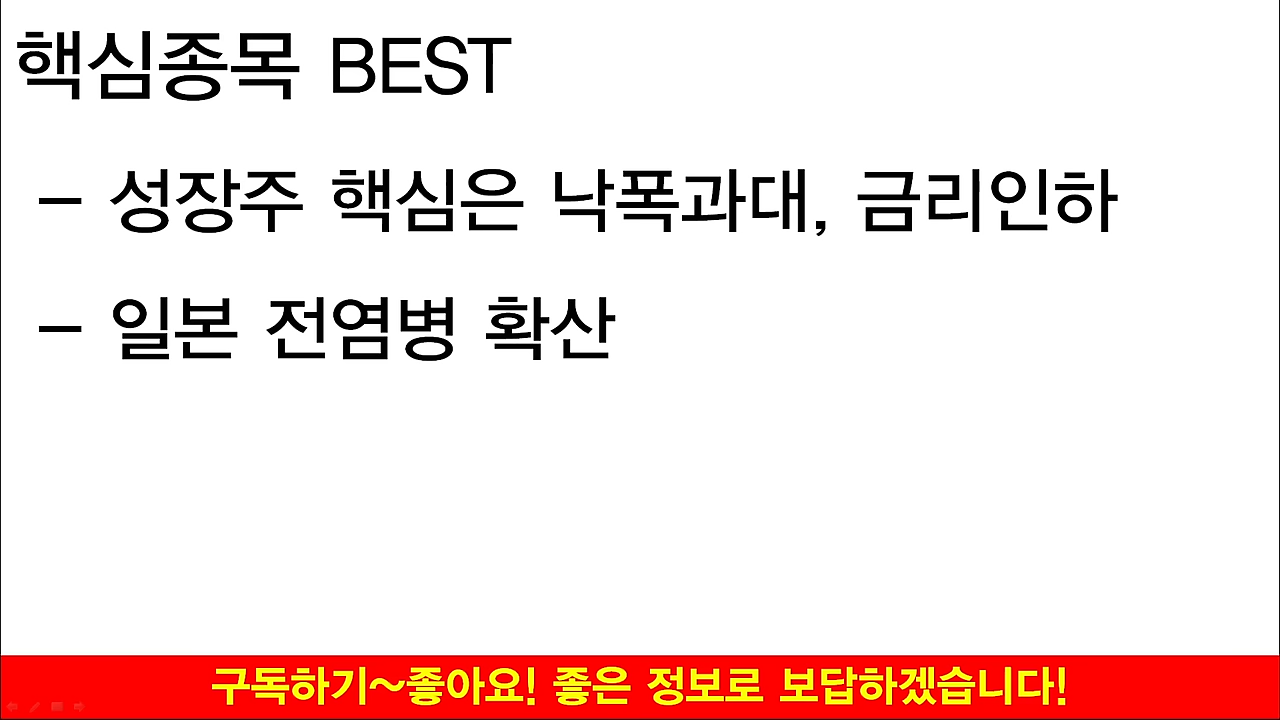 핵심종목 BEST
- 성장주 핵심은 낙폭과대, 금리인하
- 일본 전염병 확산
구독하기~좋아요! 좋은 정보로 보답하겠습니다!